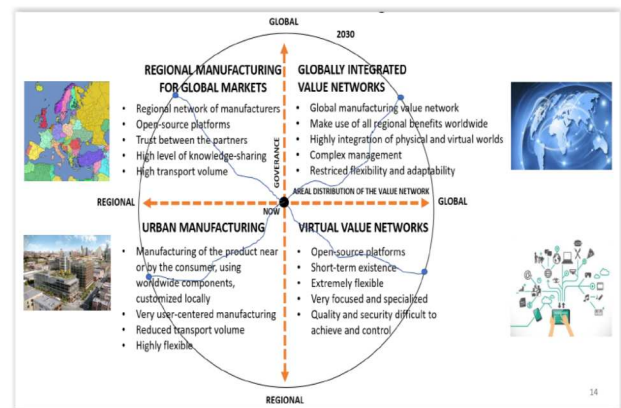 GLOBAL
2030
REGIONAL MANUFACTURING
FOR GLOBAL MARKETS
• Regional network of manufacturers
• Open-source platforms
• Trust between the partners
• High level of knowledge-sharing
• High transport volume
GLOBALLY INTEGRATED
VALUE NETWORKS
• Global manufacturing value network
• Make use of all regional benefits worldwide
• Highly integration of physical and virtual worlds
• Complex management
• Restriced flexibility and adaptability
GOVERNANCE
AREAL DISTRIBUTION OF THE VALUE NETWORK
REGIONAL
NOW
GLOBAL
URBAN MANUFACTURING
• Manufacturing of the product near
or by the consumer, using
worldwide components,
customized locally
• Very user-centered manufacturing
• Reduced transport volume
• Highly flexible
VIRTUAL VALUE NETWORKS
• Open-source platforms
• Short-term existence
• Extremely flexible
• Very focused and specialized
• Quality and security difficult to
achieve and control
REGIONAL
14